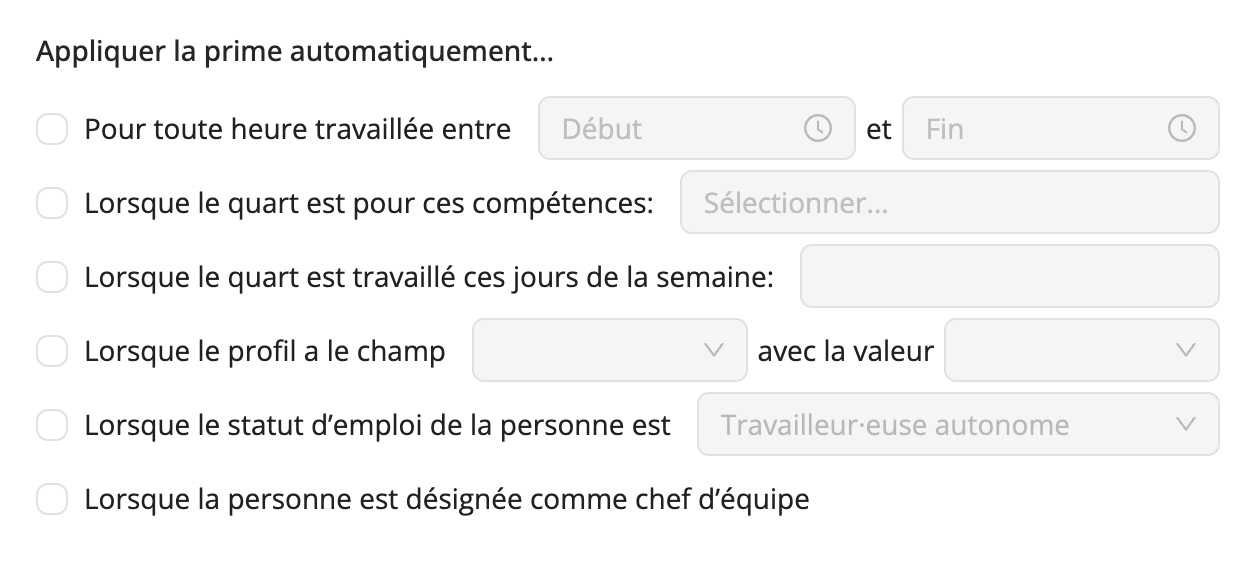 Appliquer la prime automatiquement...
Pour toute heure travaillée entre Début et Fin
Lorsque le quart est pour ces compétences: Sélectionner...
Lorsque le quart est travaillé ces jours de la semaine:
Lorsque le profil a le champ avec la valeur
Lorsque le statut d’emploi de la personne est Travailleur·euse autonome
Lorsque la personne est désignée comme chef d’équipe